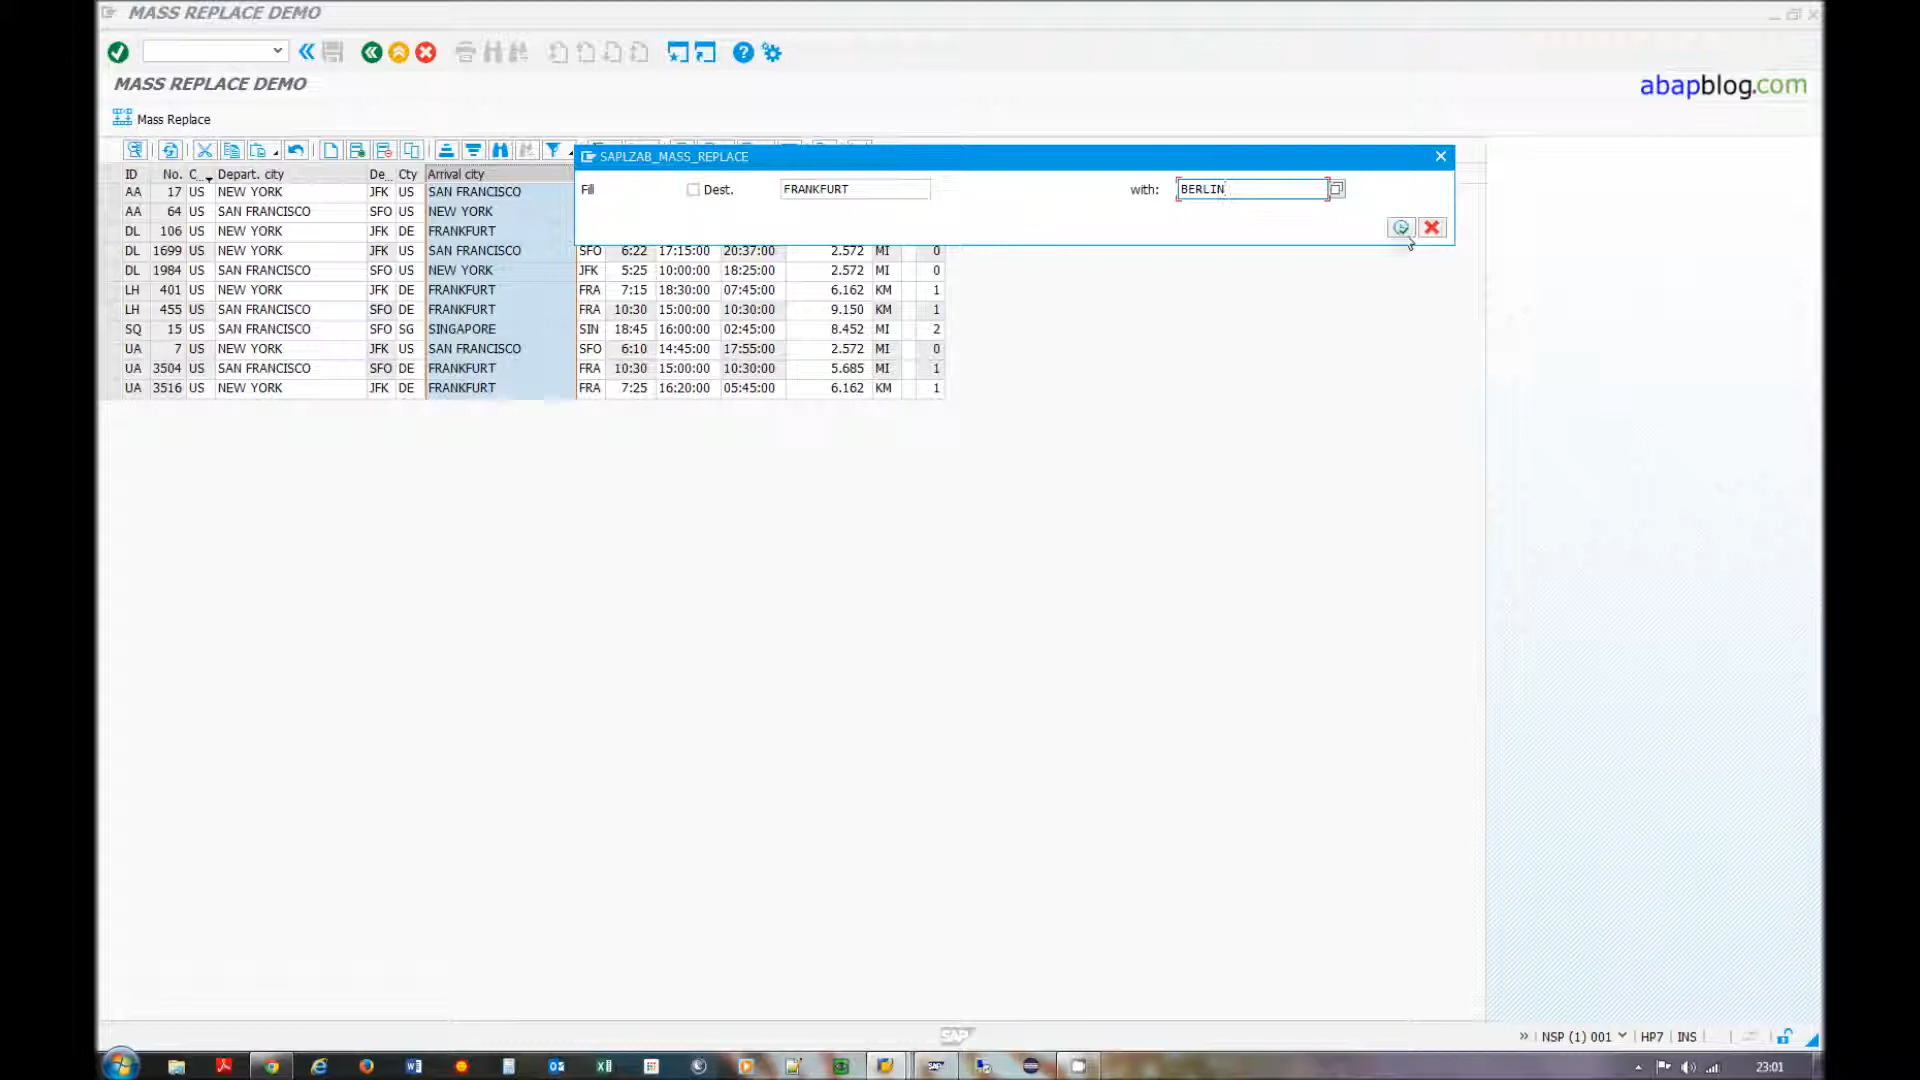 MASS REPLACE DEMO
MASS REPLACE DEMO
abapblog.com
Mass Replace
SAPLZAB_MASS_REPLACE
Fill Dest. FRANKFURT with: BERLIN
ID No. C... Depart. city De... Cty Arrival city
AA 17 US NEW YORK JFK US SAN FRANCISCO
AA 64 US SAN FRANCISCO SFO US NEW YORK
DL 106 US NEW YORK JFK DE FRANKFURT
DL 1699 US NEW YORK JFK US SAN FRANCISCO SFO 6:22 17:15:00 20:37:00 2.572 MI 0
DL 1984 US SAN FRANCISCO SFO US NEW YORK JFK 5:25 10:00:00 18:25:00 2.572 MI 0
LH 401 US NEW YORK JFK DE FRANKFURT FRA 7:15 18:30:00 07:45:00 6.162 KM 1
LH 455 US SAN FRANCISCO SFO DE FRANKFURT FRA 10:30 15:00:00 10:30:00 9.150 KM 1
SQ 15 US SAN FRANCISCO SFO SG SINGAPORE SIN 18:45 16:00:00 02:45:00 8.452 MI 2
UA 7 US NEW YORK JFK US SAN FRANCISCO SFO 6:10 14:45:00 17:55:00 2.572 MI 0
UA 3504 US SAN FRANCISCO SFO DE FRANKFURT FRA 10:30 15:00:00 10:30:00 5.685 MI 1
UA 3516 US NEW YORK JFK DE FRANKFURT FRA 7:25 16:20:00 05:45:00 6.162 KM 1
SAP
» NSP (1) 001 HP7 INS
23:01